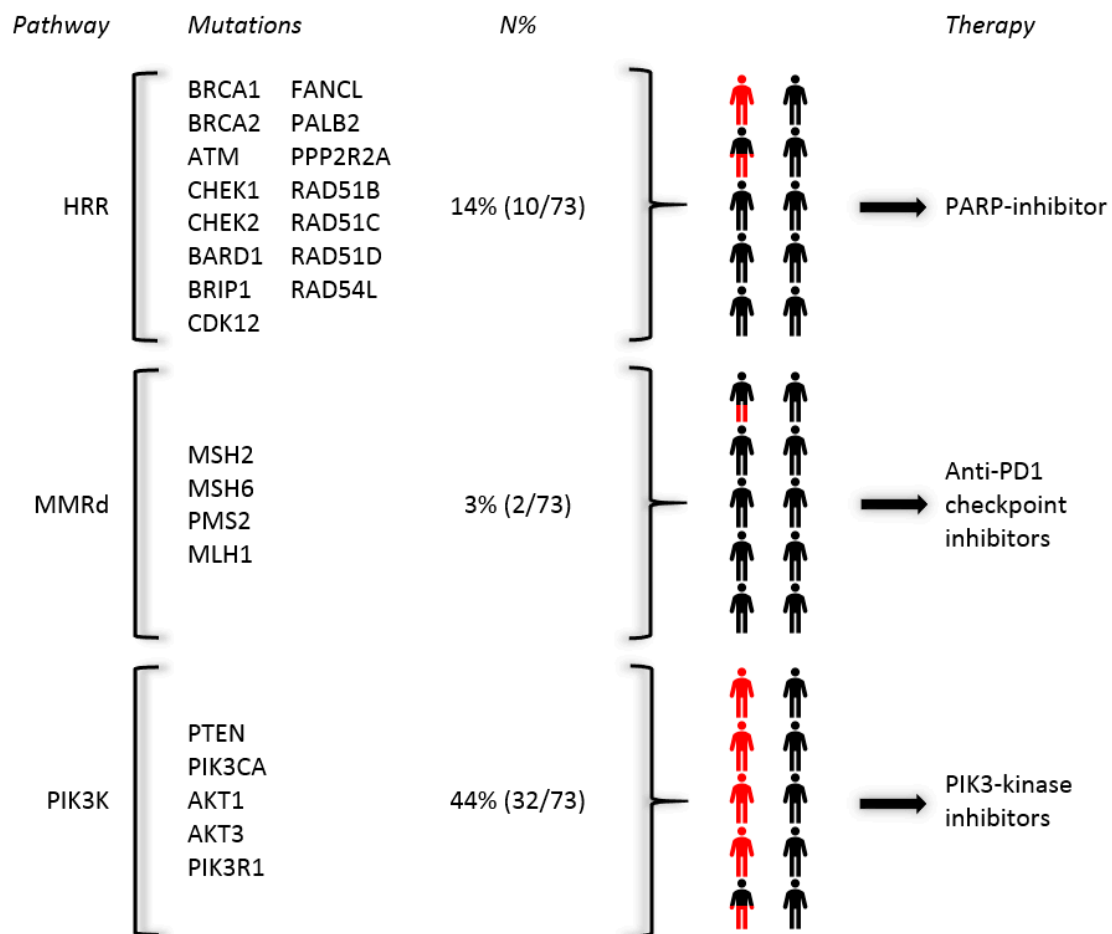 Pathway Mutations N% Therapy
BRCA1 FANCL
BRCA2 PALB2
ATM PPP2R2A
CHEK1 RAD51B
HRR CHEK2 RAD51C 14% (10/73) PARP-inhibitor
BARD1 RAD51D
BRIP1 RAD54L
CDK12
MSH2
MSH6
PMS2
MLH1
MMRd 3% (2/73) Anti-PD1
checkpoint
inhibitors
PTEN
PIK3CA
AKT1
AKT3
PIK3R1
PIK3K 44% (32/73) PIK3-kinase
inhibitors